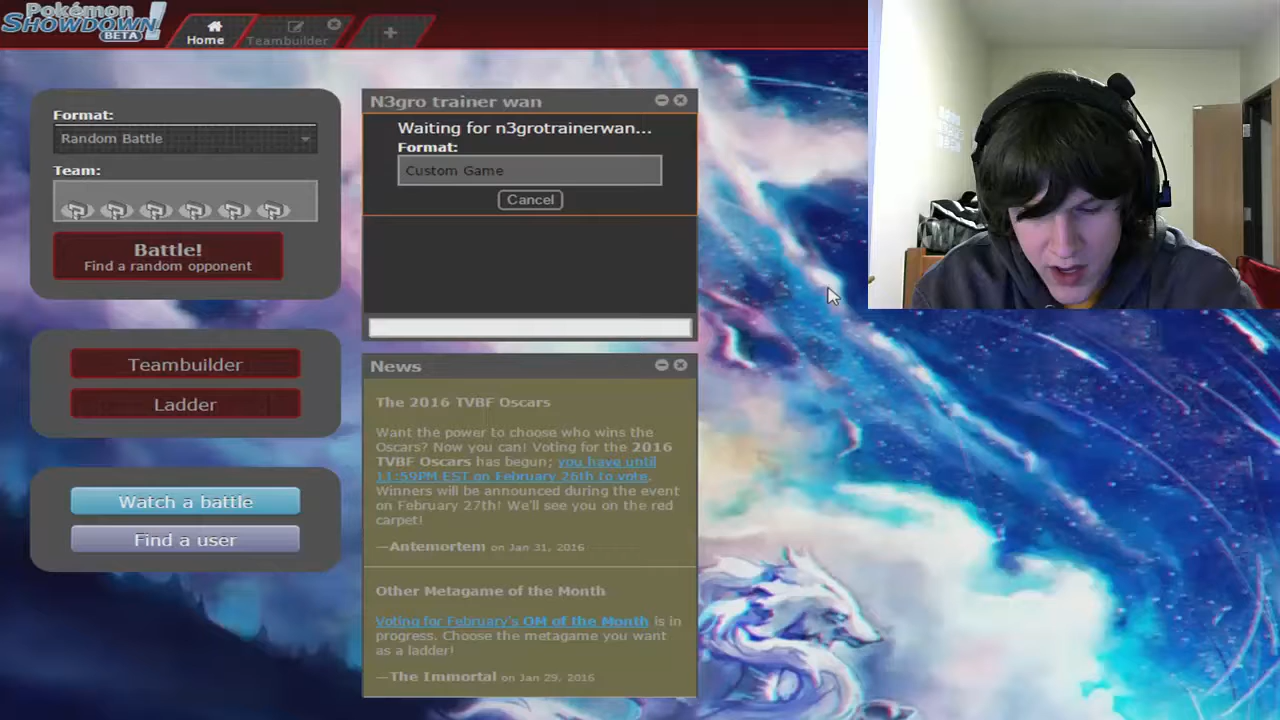 Pokémon
SHOWDOWN!
BETA
Home
Teambuilder
Format:
Random Battle
Team:
Battle!
Find a random opponent
Teambuilder
Ladder
Watch a battle
Find a user
N3gro trainer wan
Waiting for n3grotrainerwan...
Format:
Custom Game
Cancel
News
The 2016 TVBF Oscars
Want the power to choose who wins the
Oscars? Now you can! Voting for the 2016
TVBF Oscars has begun; you have until
11:59PM EST on February 26th to vote.
Winners will be announced during the event
on February 27th! We'll see you on the red
carpet!
—Antemortem on Jan 31, 2016
Other Metagame of the Month
Voting for February's OM of the Month is in
progress. Choose the metagame you want
as a ladder!
—The Immortal on Jan 29, 2016